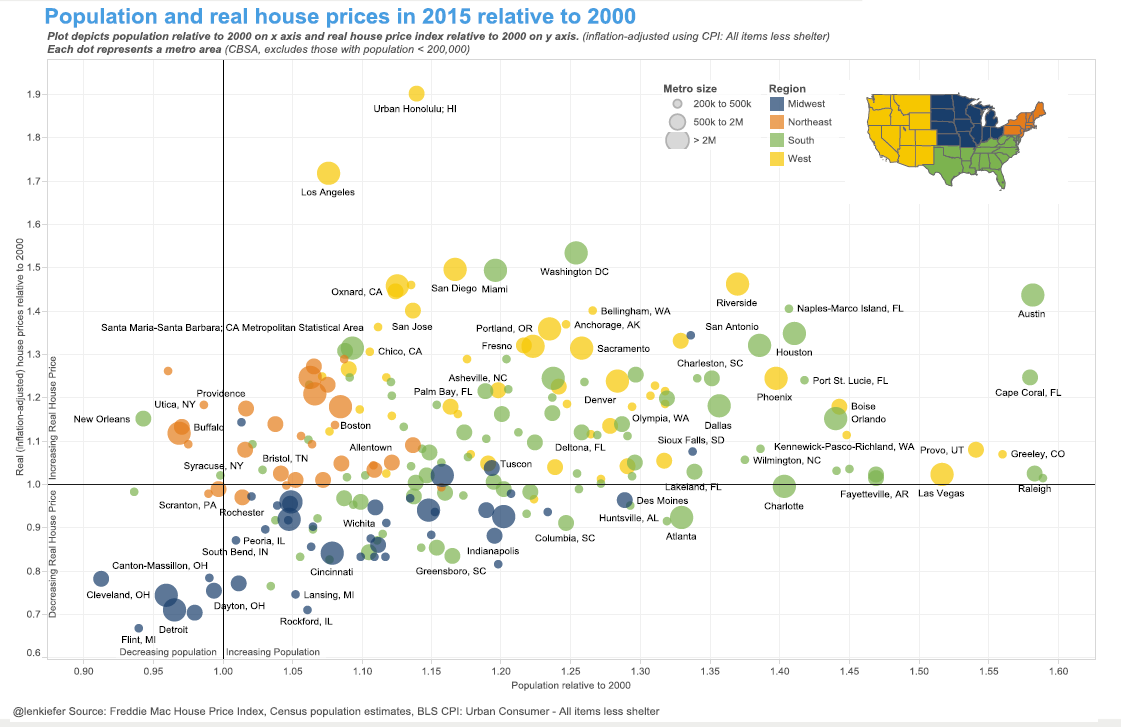 Population and real house prices in 2015 relative to 2000
Plot depicts population relative to 2000 on x axis and real house price index relative to 2000 on y axis. (inflation-adjusted using CPI: All items less shelter)
Each dot represents a metro area (CBSA, excludes those with population < 200,000)
Metro size
200k to 500k
500k to 2M
> 2M
Region
Midwest
Northeast
South
West
Real (inflation-adjusted) house prices relative to 2000
1.9
1.8
1.7
1.6
1.5
1.4
1.3
1.2
1.1
1.0
0.9
0.8
0.7
0.6
Increasing Real House Price
Decreasing Real House Price
Urban Honolulu; HI
Los Angeles
Washington DC
Oxnard, CA
San Diego
Miami
Riverside
Austin
Santa Maria-Santa Barbara; CA Metropolitan Statistical Area
San Jose
Bellingham, WA
Naples-Marco Island, FL
Portland, OR
Anchorage, AK
San Antonio
Chico, CA
Fresno
Sacramento
Houston
Charleston, SC
Providence
Asheville, NC
Palm Bay, FL
Denver
Phoenix
Port St. Lucie, FL
Cape Coral, FL
Utica, NY
New Orleans
Buffalo
Boston
Olympia, WA
Dallas
Boise
Orlando
Allentown
Deltona, FL
Sioux Falls, SD
Kennewick-Pasco-Richland, WA
Provo, UT
Greeley, CO
Syracuse, NY
Bristol, TN
Tuscon
Wilmington, NC
Lakeland, FL
Fayetteville, AR
Las Vegas
Raleigh
Scranton, PA
Rochester
Des Moines
Charlotte
Wichita
Huntsville, AL
Peoria, IL
Columbia, SC
Atlanta
South Bend, IN
Indianapolis
Canton-Massillon, OH
Cincinnati
Greensboro, SC
Cleveland, OH
Dayton, OH
Lansing, MI
Detroit
Rockford, IL
Flint, MI
Decreasing population
Increasing Population
0.90
0.95
1.00
1.05
1.10
1.15
1.20
1.25
1.30
1.35
1.40
1.45
1.50
1.55
1.60
Population relative to 2000
@lenkiefer Source: Freddie Mac House Price Index, Census population estimates, BLS CPI: Urban Consumer - All items less shelter